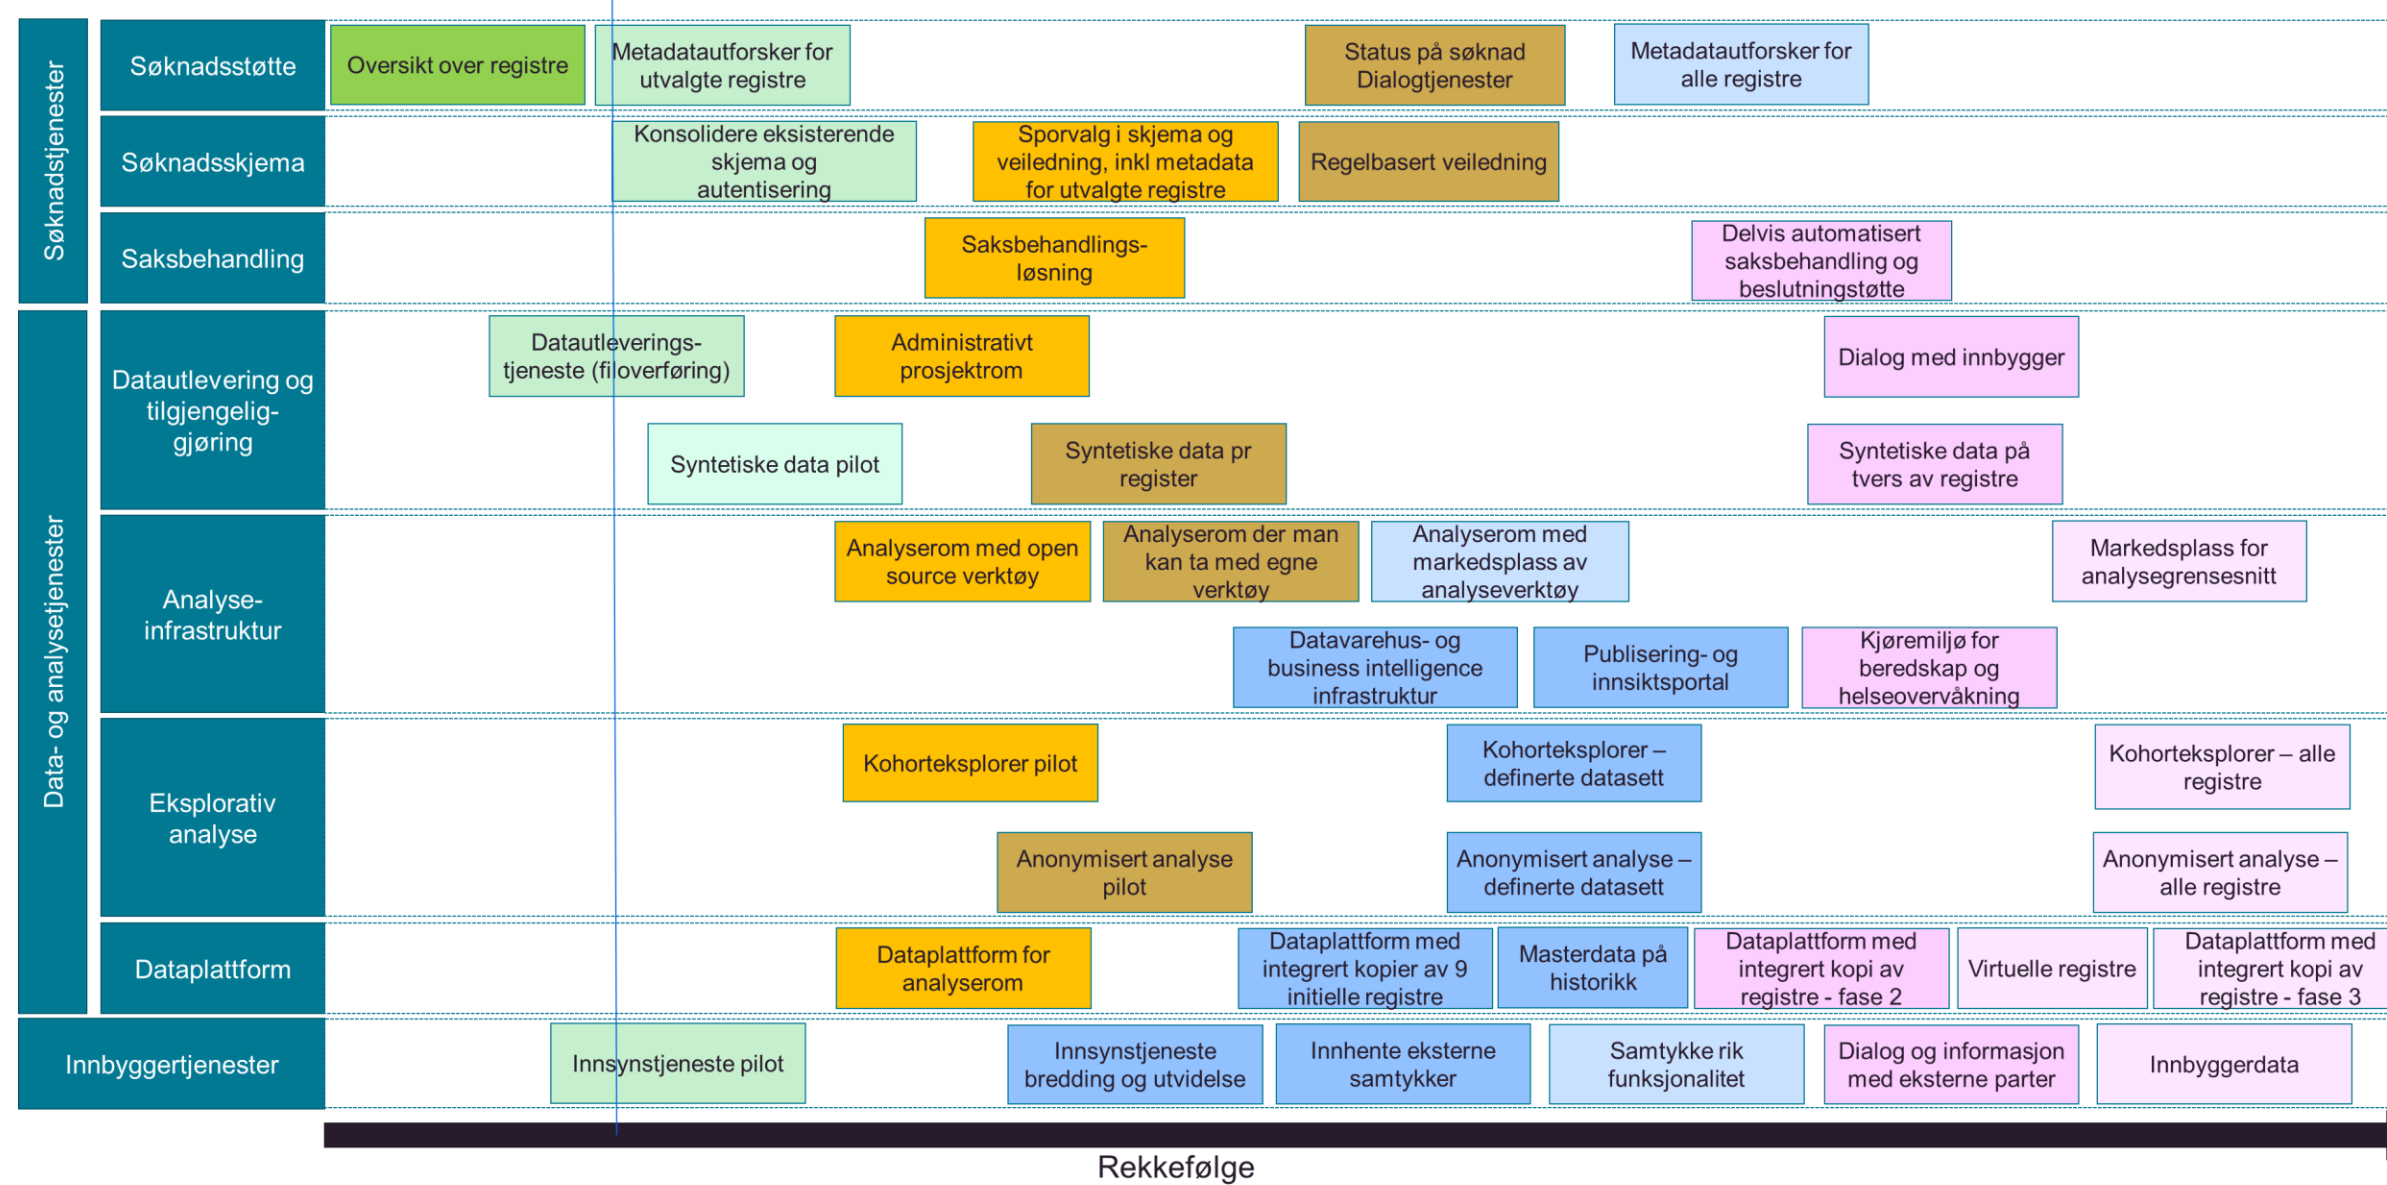 Søknadstjenester
Søknadsstøtte
Oversikt over registre
Metadatautforsker for
utvalgte registre
Status på søknad
Dialogtjenester
Metadatautforsker for
alle registre
Søknadsskjema
Konsolidere eksisterende
skjema og
autentisering
Sporvalg i skjema og
veiledning, inkl metadata
for utvalgte registre
Regelbasert veiledning
Saksbehandling
Saksbehandlings-
løsning
Delvis automatisert
saksbehandling og
beslutningstøtte
Data- og analysetjenester
Datautlevering og
tilgjengelig-
gjøring
Datautleverings-
tjeneste (filoverføring)
Administrativt
prosjektrom
Dialog med innbygger
Syntetiske data pilot
Syntetiske data pr
register
Syntetiske data på
tvers av registre
Analyse-
infrastruktur
Analyserom med open
source verktøy
Analyserom der man
kan ta med egne
verktøy
Analyserom med
markedsplass av
analyseverktøy
Markedsplass for
analysegrensesnitt
Datavarehus- og
business intelligence
infrastruktur
Publisering- og
innsiktsportal
Kjøremiljø for
beredskap og
helseovervåkning
Eksplorativ
analyse
Kohorteksplorer pilot
Kohorteksplorer –
definerte datasett
Kohorteksplorer – alle
registre
Anonymisert analyse
pilot
Anonymisert analyse –
definerte datasett
Anonymisert analyse –
alle registre
Dataplattform
Dataplattform for
analyserom
Dataplattform med
integrert kopier av 9
initielle registre
Masterdata på
historikk
Dataplattform med
integrert kopi av
registre - fase 2
Virtuelle registre
Dataplattform med
integrert kopi av
registre - fase 3
Innbyggertjenester
Innsynstjeneste pilot
Innsynstjeneste
bredding og utvidelse
Innhente eksterne
samtykker
Samtykke rik
funksjonalitet
Dialog og informasjon
med eksterne parter
Innbyggerdata
Rekkefølge